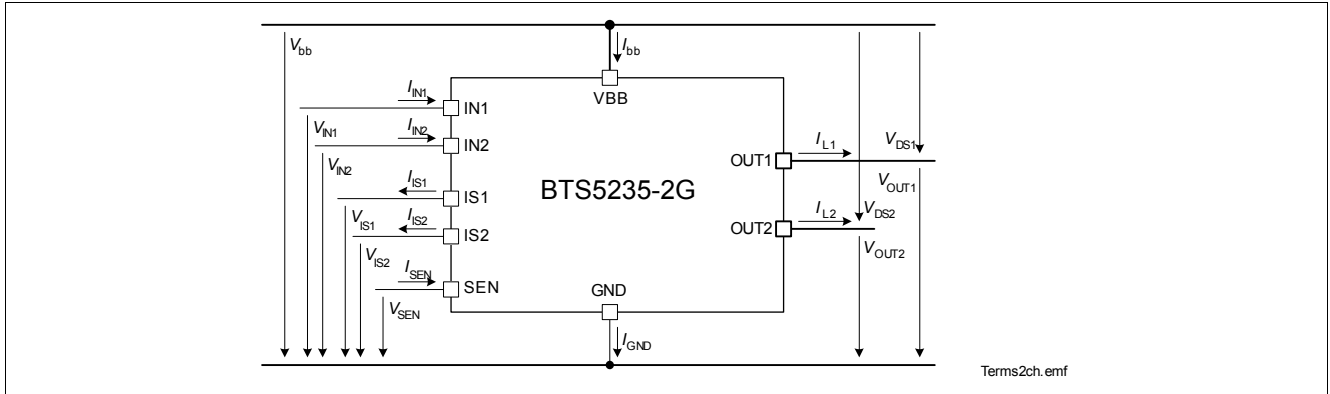 Vbb
Ibb
VBB
IIN1
IN1
VIN1
IIN2
IN2
VIN2
IIS1
IS1
VIS1
IIS2
IS2
VIS2
ISEN
SEN
VSEN
BTS5235-2G
OUT1
IL1
VDS1
VOUT1
OUT2
IL2
VDS2
VOUT2
GND
IGND
Terms2ch.emf